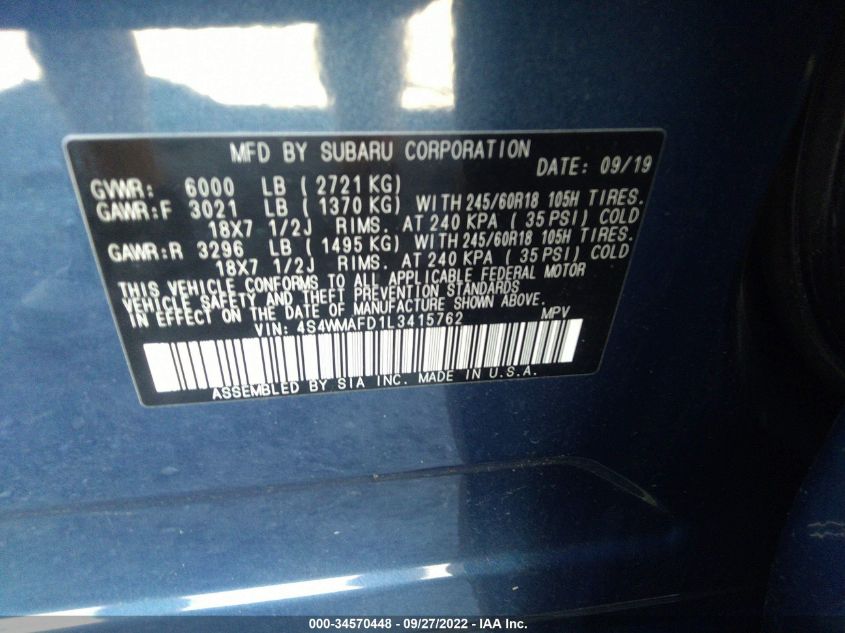 MFD BY SUBARU CORPORATION
DATE: 09/19
GVWR: 6000 LB ( 2721 KG)
GAWR:F 3021 LB ( 1370 KG) WITH 245/60R18 105H TIRES.
18X7 1/2J RIMS. AT 240 KPA ( 35 PSI) COLD
GAWR:R 3296 LB ( 1495 KG) WITH 245/60R18 105H TIRES.
18X7 1/2J RIMS. AT 240 KPA ( 35 PSI) COLD
THIS VEHICLE CONFORMS TO ALL APPLICABLE FEDERAL MOTOR
VEHICLE SAFETY AND THEFT PREVENTION STANDARDS
IN EFFECT ON THE DATE OF MANUFACTURE SHOWN ABOVE.
VIN: 4S4WMAFD1L3415762 MPV
ASSEMBLED BY SIA INC. MADE IN U.S.A.
000-34570448 - 09/27/2022 - IAA Inc.